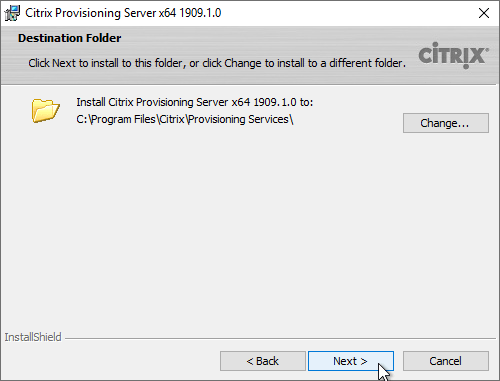 Citrix Provisioning Server x64 1909.1.0
Destination Folder
Click Next to install to this folder, or click Change to install to a different folder.
CITRIX
Install Citrix Provisioning Server x64 1909.1.0 to:
C:\Program Files\Citrix\Provisioning Services\
Change...
InstallShield
< Back
Next >
Cancel